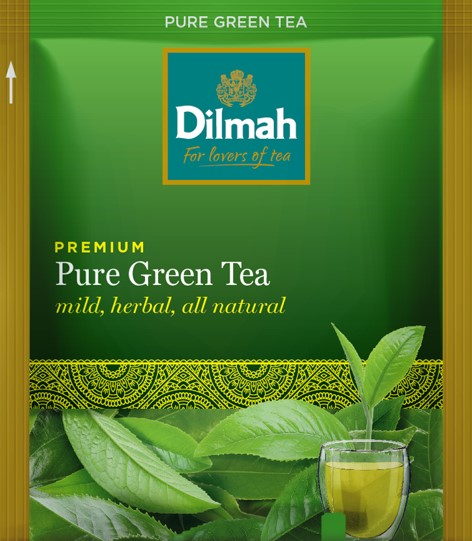 PURE GREEN TEA
Dilmah
For lovers of tea
PREMIUM
Pure Green Tea
mild, herbal, all natural